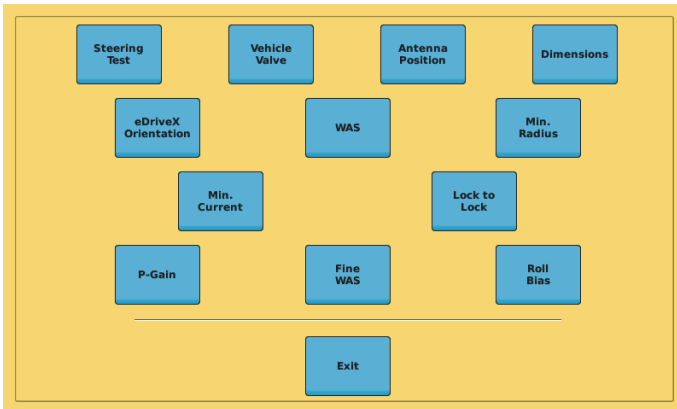 Steering
Test
Vehicle
Valve
Antenna
Position
Dimensions
eDriveX
Orientation
WAS
Min.
Radius
Min.
Current
Lock to
Lock
P-Gain
Fine
WAS
Roll
Bias
Exit